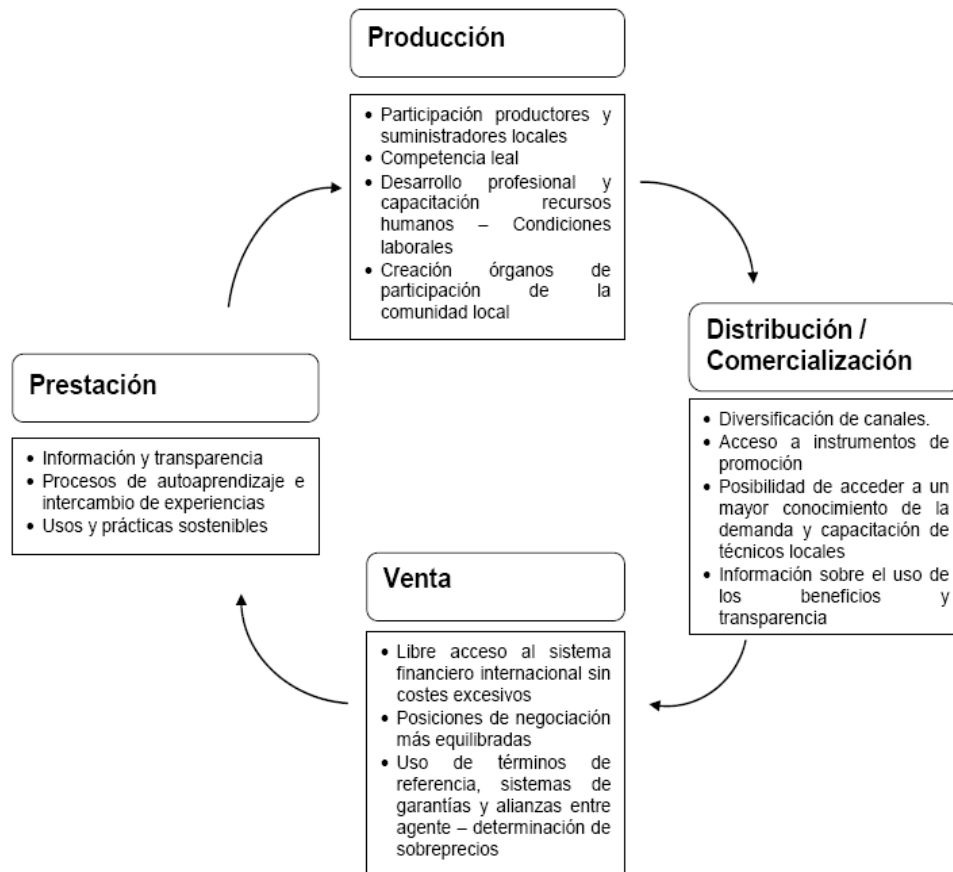 Producción
• Participación productores y
suministradores locales
• Competencia leal
• Desarrollo profesional y
capacitación recursos
humanos – Condiciones
laborales
• Creación órganos de
participación de la
comunidad local
Distribución /
Comercialización
• Diversificación de canales.
• Acceso a instrumentos de
promoción
• Posibilidad de acceder a un
mayor conocimiento de la
demanda y capacitación de
técnicos locales
• Información sobre el uso de
los beneficios y
transparencia
Venta
• Libre acceso al sistema
financiero internacional sin
costes excesivos
• Posiciones de negociación
más equilibradas
• Uso de términos de
referencia, sistemas de
garantías y alianzas entre
agente – determinación de
sobreprecios
Prestación
• Información y transparencia
• Procesos de autoaprendizaje e
intercambio de experiencias
• Usos y prácticas sostenibles